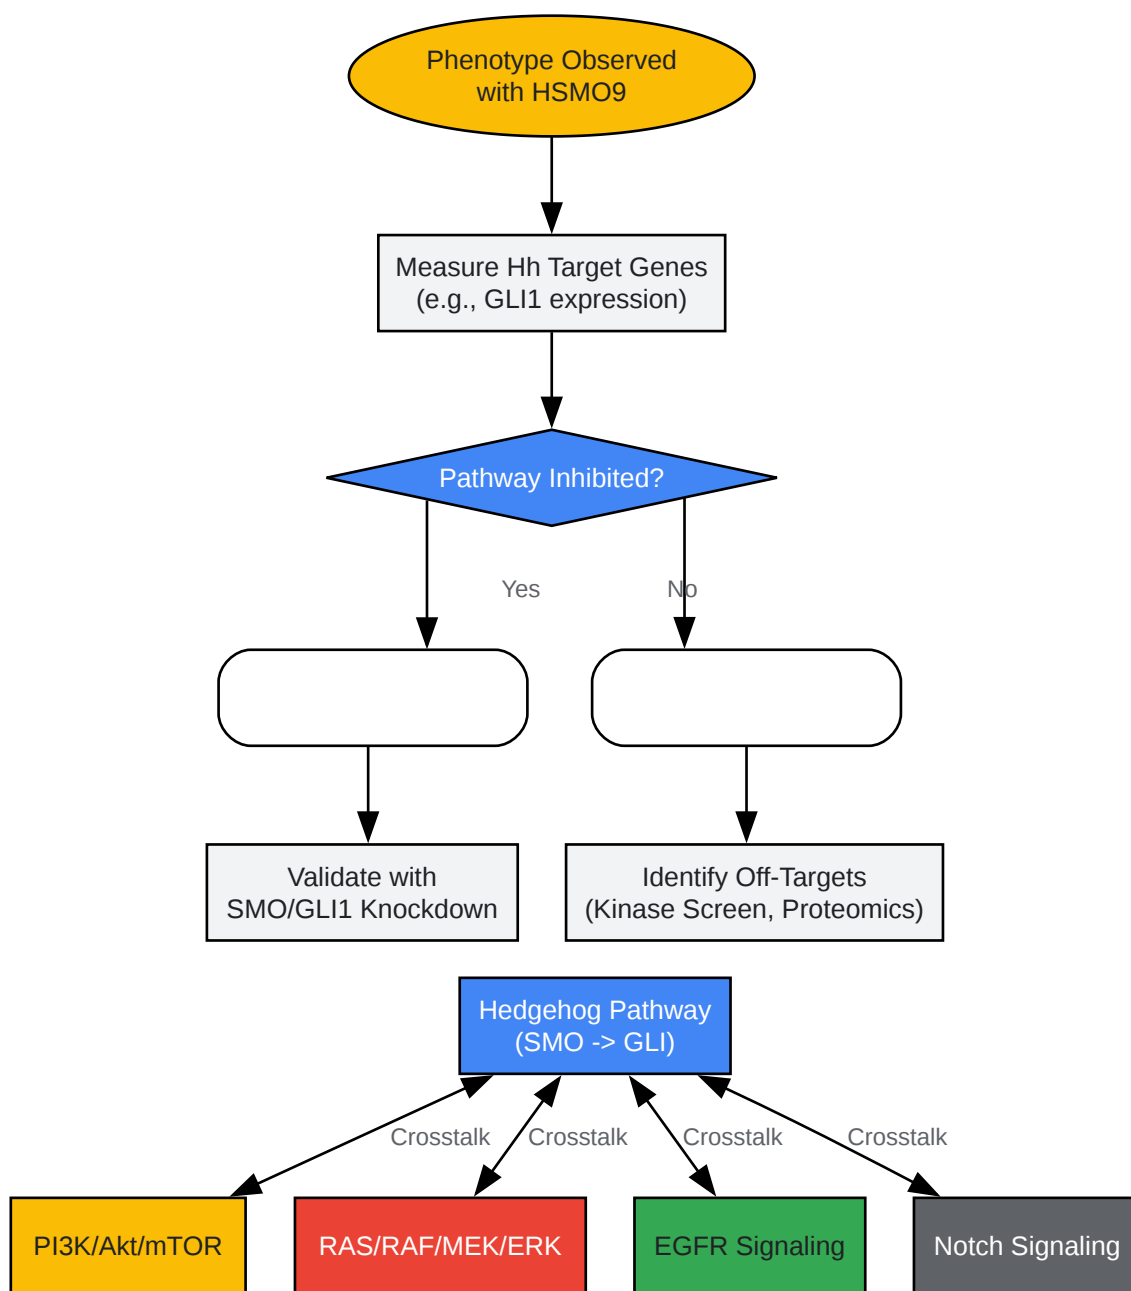 Phenotype Observed
with HSMO9
Measure Hh Target Genes
(e.g., GLI1 expression)
Pathway Inhibited?
Yes
No
Validate with
SMO/GLI1 Knockdown
Identify Off-Targets
(Kinase Screen, Proteomics)
Hedgehog Pathway
(SMO -> GLI)
Crosstalk
Crosstalk
Crosstalk
Crosstalk
PI3K/Akt/mTOR
RAS/RAF/MEK/ERK
EGFR Signaling
Notch Signaling